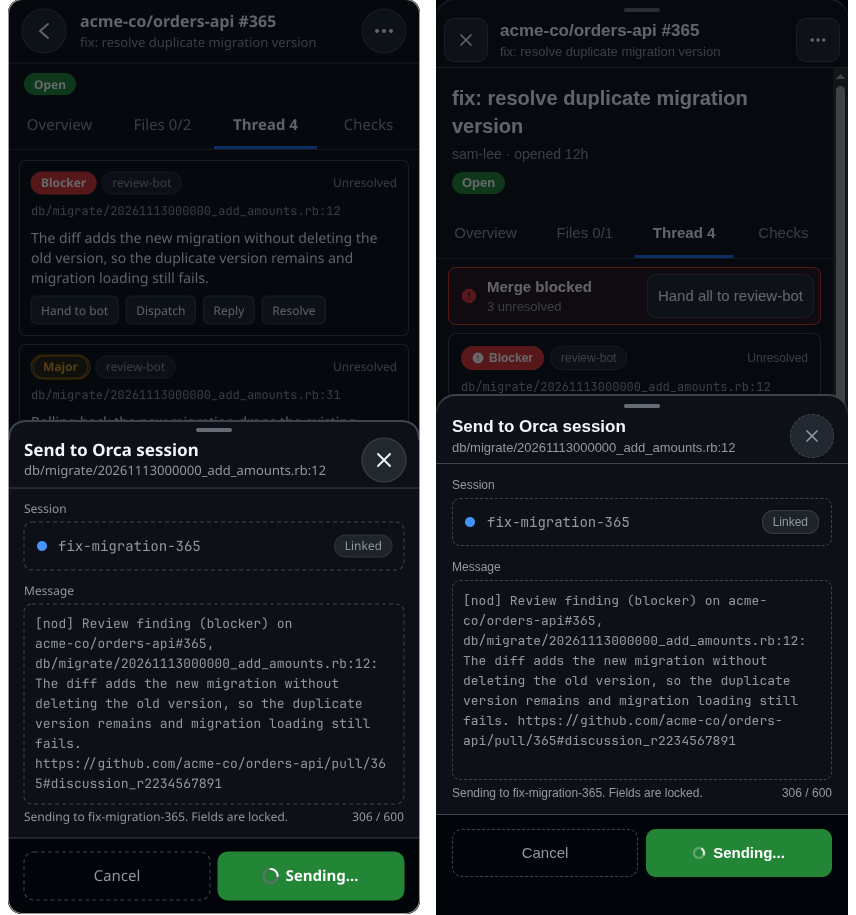 acme-co/orders-api #365
fix: resolve duplicate migration version
Open
Overview
Files 0/2
Thread 4
Checks
Blocker
review-bot
Unresolved
db/migrate/20261113000000_add_amounts.rb:12
The diff adds the new migration without deleting the
old version, so the duplicate version remains and
migration loading still fails.
Hand to bot
Dispatch
Reply
Resolve
Major
review-bot
Unresolved
db/migrate/20261113000000_add_amounts.rb:31
Send to Orca session
db/migrate/20261113000000_add_amounts.rb:12
Session
fix-migration-365
Linked
Message
[nod] Review finding (blocker) on
acme-co/orders-api#365,
db/migrate/20261113000000_add_amounts.rb:12:
The diff adds the new migration without
deleting the old version, so the duplicate
version remains and migration loading still
fails.
https://github.com/acme-co/orders-api/pull/36
5#discussion_r2234567891
Sending to fix-migration-365. Fields are locked.
306 / 600
Cancel
Sending...
acme-co/orders-api #365
fix: resolve duplicate migration version
fix: resolve duplicate migration
version
sam-lee · opened 12h
Open
Overview
Files 0/1
Thread 4
Checks
Merge blocked
3 unresolved
Hand all to review-bot
Blocker
review-bot
Unresolved
db/migrate/20261113000000_add_amounts.rb:12
Send to Orca session
db/migrate/20261113000000_add_amounts.rb:12
Session
fix-migration-365
Linked
Message
[nod] Review finding (blocker) on acme-
co/orders-api#365,
db/migrate/20261113000000_add_amounts.rb:12:
The diff adds the new migration without
deleting the old version, so the duplicate
version remains and migration loading still
fails. https://github.com/acme-co/orders-
api/pull/365#discussion_r2234567891
Sending to fix-migration-365. Fields are locked.
306 / 600
Cancel
Sending...